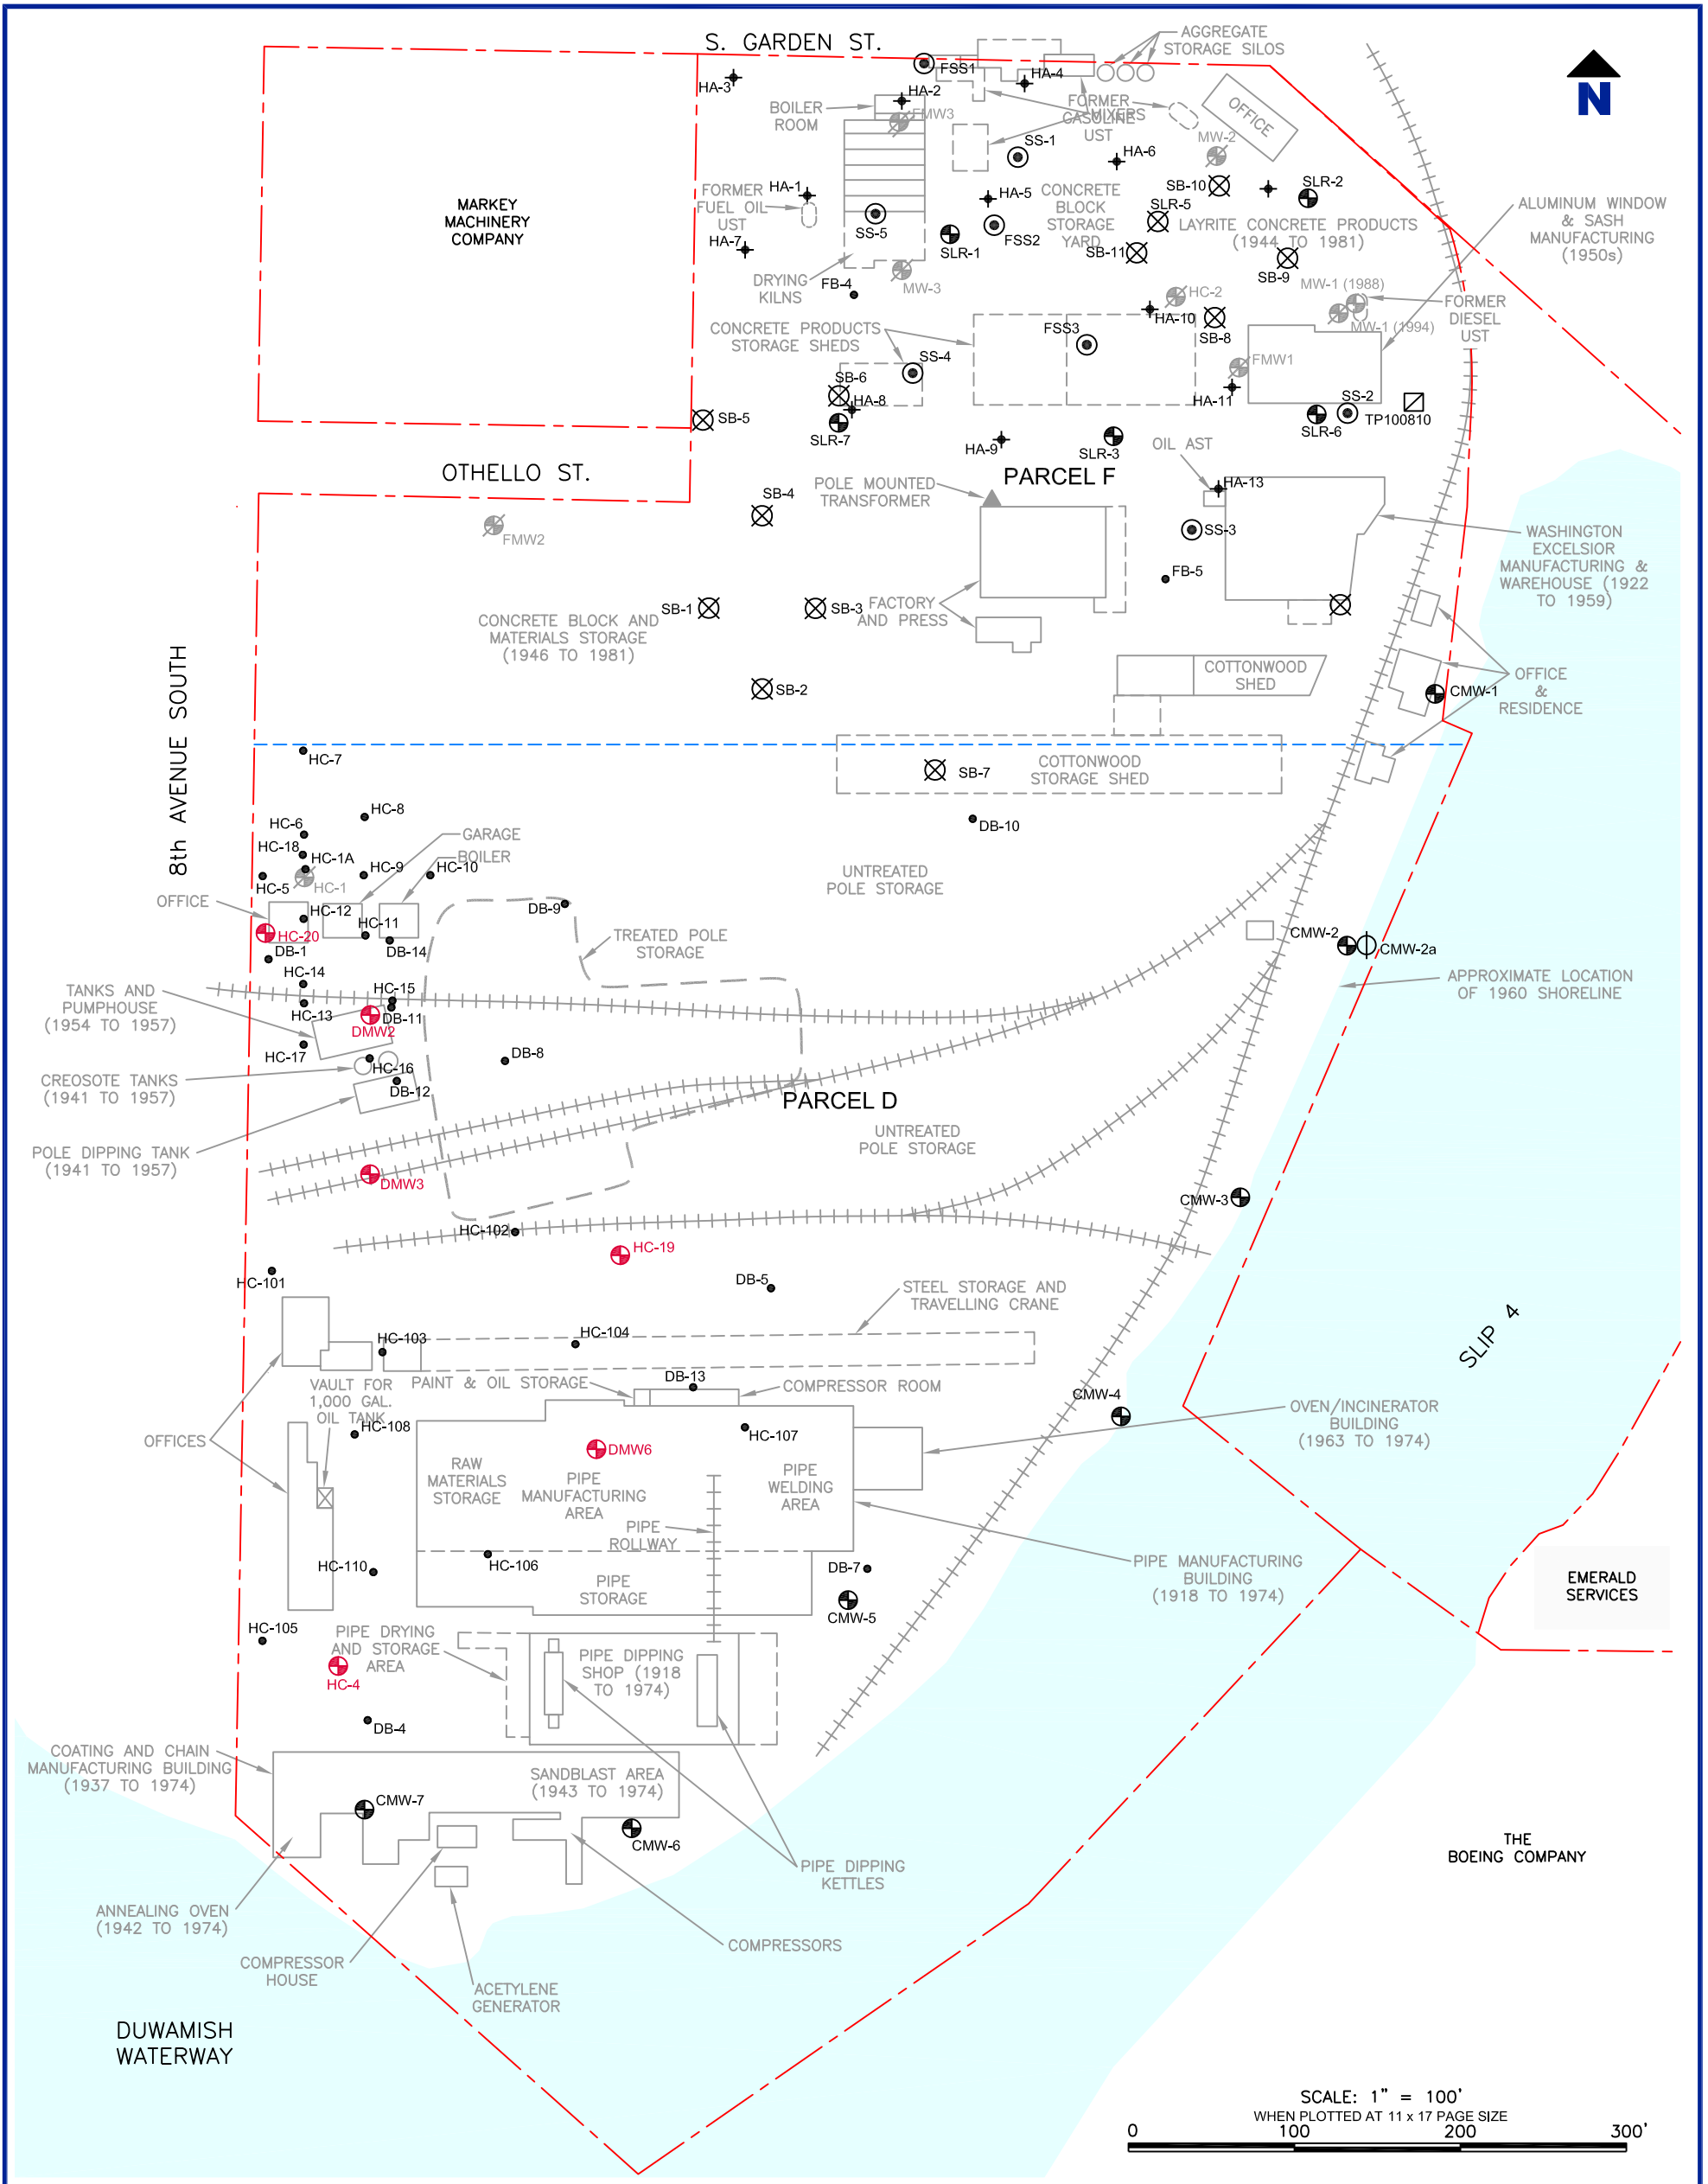 S. GARDEN ST.
AGGREGATE
STORAGE SILOS
N
FSS1
HA-3
HA-4
HA-2
BOILER
ROOM
FMW3
FORMER
GASOLINE
UST
MIXERS
OFFICE
SS-1
MW-2
HA-6
MARKEY
MACHINERY
COMPANY
HA-1
FORMER
FUEL OIL
UST
HA-5
CONCRETE
BLOCK
STORAGE
YARD
SB-10
SLR-2
SLR-5
ALUMINUM WINDOW
& SASH
MANUFACTURING
(1950s)
SS-5
FSS2
LAYRITE CONCRETE PRODUCTS
(1944 TO 1981)
HA-7
SLR-1
SB-11
SB-9
DRYING
KILNS
MW-3
FB-4
HC-2
MW-1 (1988)
MW-1 (1994)
FORMER
DIESEL
UST
HA-10
SB-8
CONCRETE PRODUCTS
STORAGE SHEDS
FSS3
SS-4
FMW1
SB-6
HA-8
HA-11
SS-2
SB-5
SLR-7
SLR-6
TP100810
HA-9
SLR-3
OIL AST
OTHELLO ST.
PARCEL F
POLE MOUNTED
TRANSFORMER
HA-13
SB-4
FMW2
SS-3
WASHINGTON
EXCELSIOR
MANUFACTURING &
WAREHOUSE (1922
TO 1959)
FB-5
SB-1
SB-3
FACTORY
AND PRESS
CONCRETE BLOCK AND
MATERIALS STORAGE
(1946 TO 1981)
8th AVENUE SOUTH
COTTONWOOD
SHED
OFFICE
&
RESIDENCE
SB-2
CMW-1
HC-7
SB-7
COTTONWOOD
STORAGE SHED
HC-8
HC-6
GARAGE
DB-10
HC-18
HC-1A
BOILER
HC-9
HC-10
HC-5
HC-1
UNTREATED
POLE STORAGE
OFFICE
HC-12
DB-9
HC-20
HC-11
DB-14
TREATED POLE
STORAGE
CMW-2
CMW-2a
DB-1
HC-14
TANKS AND
PUMPHOUSE
(1954 TO 1957)
HC-15
HC-13
DB-11
DMW2
APPROXIMATE LOCATION
OF 1960 SHORELINE
HC-17
HC-16
DB-8
CREOSOTE TANKS
(1941 TO 1957)
DB-12
PARCEL D
POLE DIPPING TANK
(1941 TO 1957)
UNTREATED
POLE STORAGE
DMW3
CMW-3
HC-102
HC-19
HC-101
DB-5
STEEL STORAGE AND
TRAVELLING CRANE
SLIP 4
HC-103
HC-104
VAULT FOR
1,000 GAL.
OIL TANK
PAINT & OIL STORAGE
DB-13
COMPRESSOR ROOM
CMW-4
OVEN/INCINERATOR
BUILDING
(1963 TO 1974)
OFFICES
HC-108
HC-107
DMW6
RAW
MATERIALS
STORAGE
PIPE
MANUFACTURING
AREA
PIPE
WELDING
AREA
PIPE
ROLLWAY
HC-110
HC-106
PIPE
STORAGE
DB-7
PIPE MANUFACTURING
BUILDING
(1918 TO 1974)
EMERALD
SERVICES
CMW-5
HC-105
PIPE DRYING
AND STORAGE
AREA
PIPE DIPPING
SHOP (1918
TO 1974)
HC-4
DB-4
COATING AND CHAIN
MANUFACTURING BUILDING
(1937 TO 1974)
SANDBLAST AREA
(1943 TO 1974)
CMW-7
CMW-6
THE
BOEING COMPANY
PIPE DIPPING
KETTLES
ANNEALING OVEN
(1942 TO 1974)
COMPRESSORS
COMPRESSOR
HOUSE
ACETYLENE
GENERATOR
DUWAMISH
WATERWAY
SCALE: 1" = 100'
WHEN PLOTTED AT 11 x 17 PAGE SIZE
0 100 200 300'